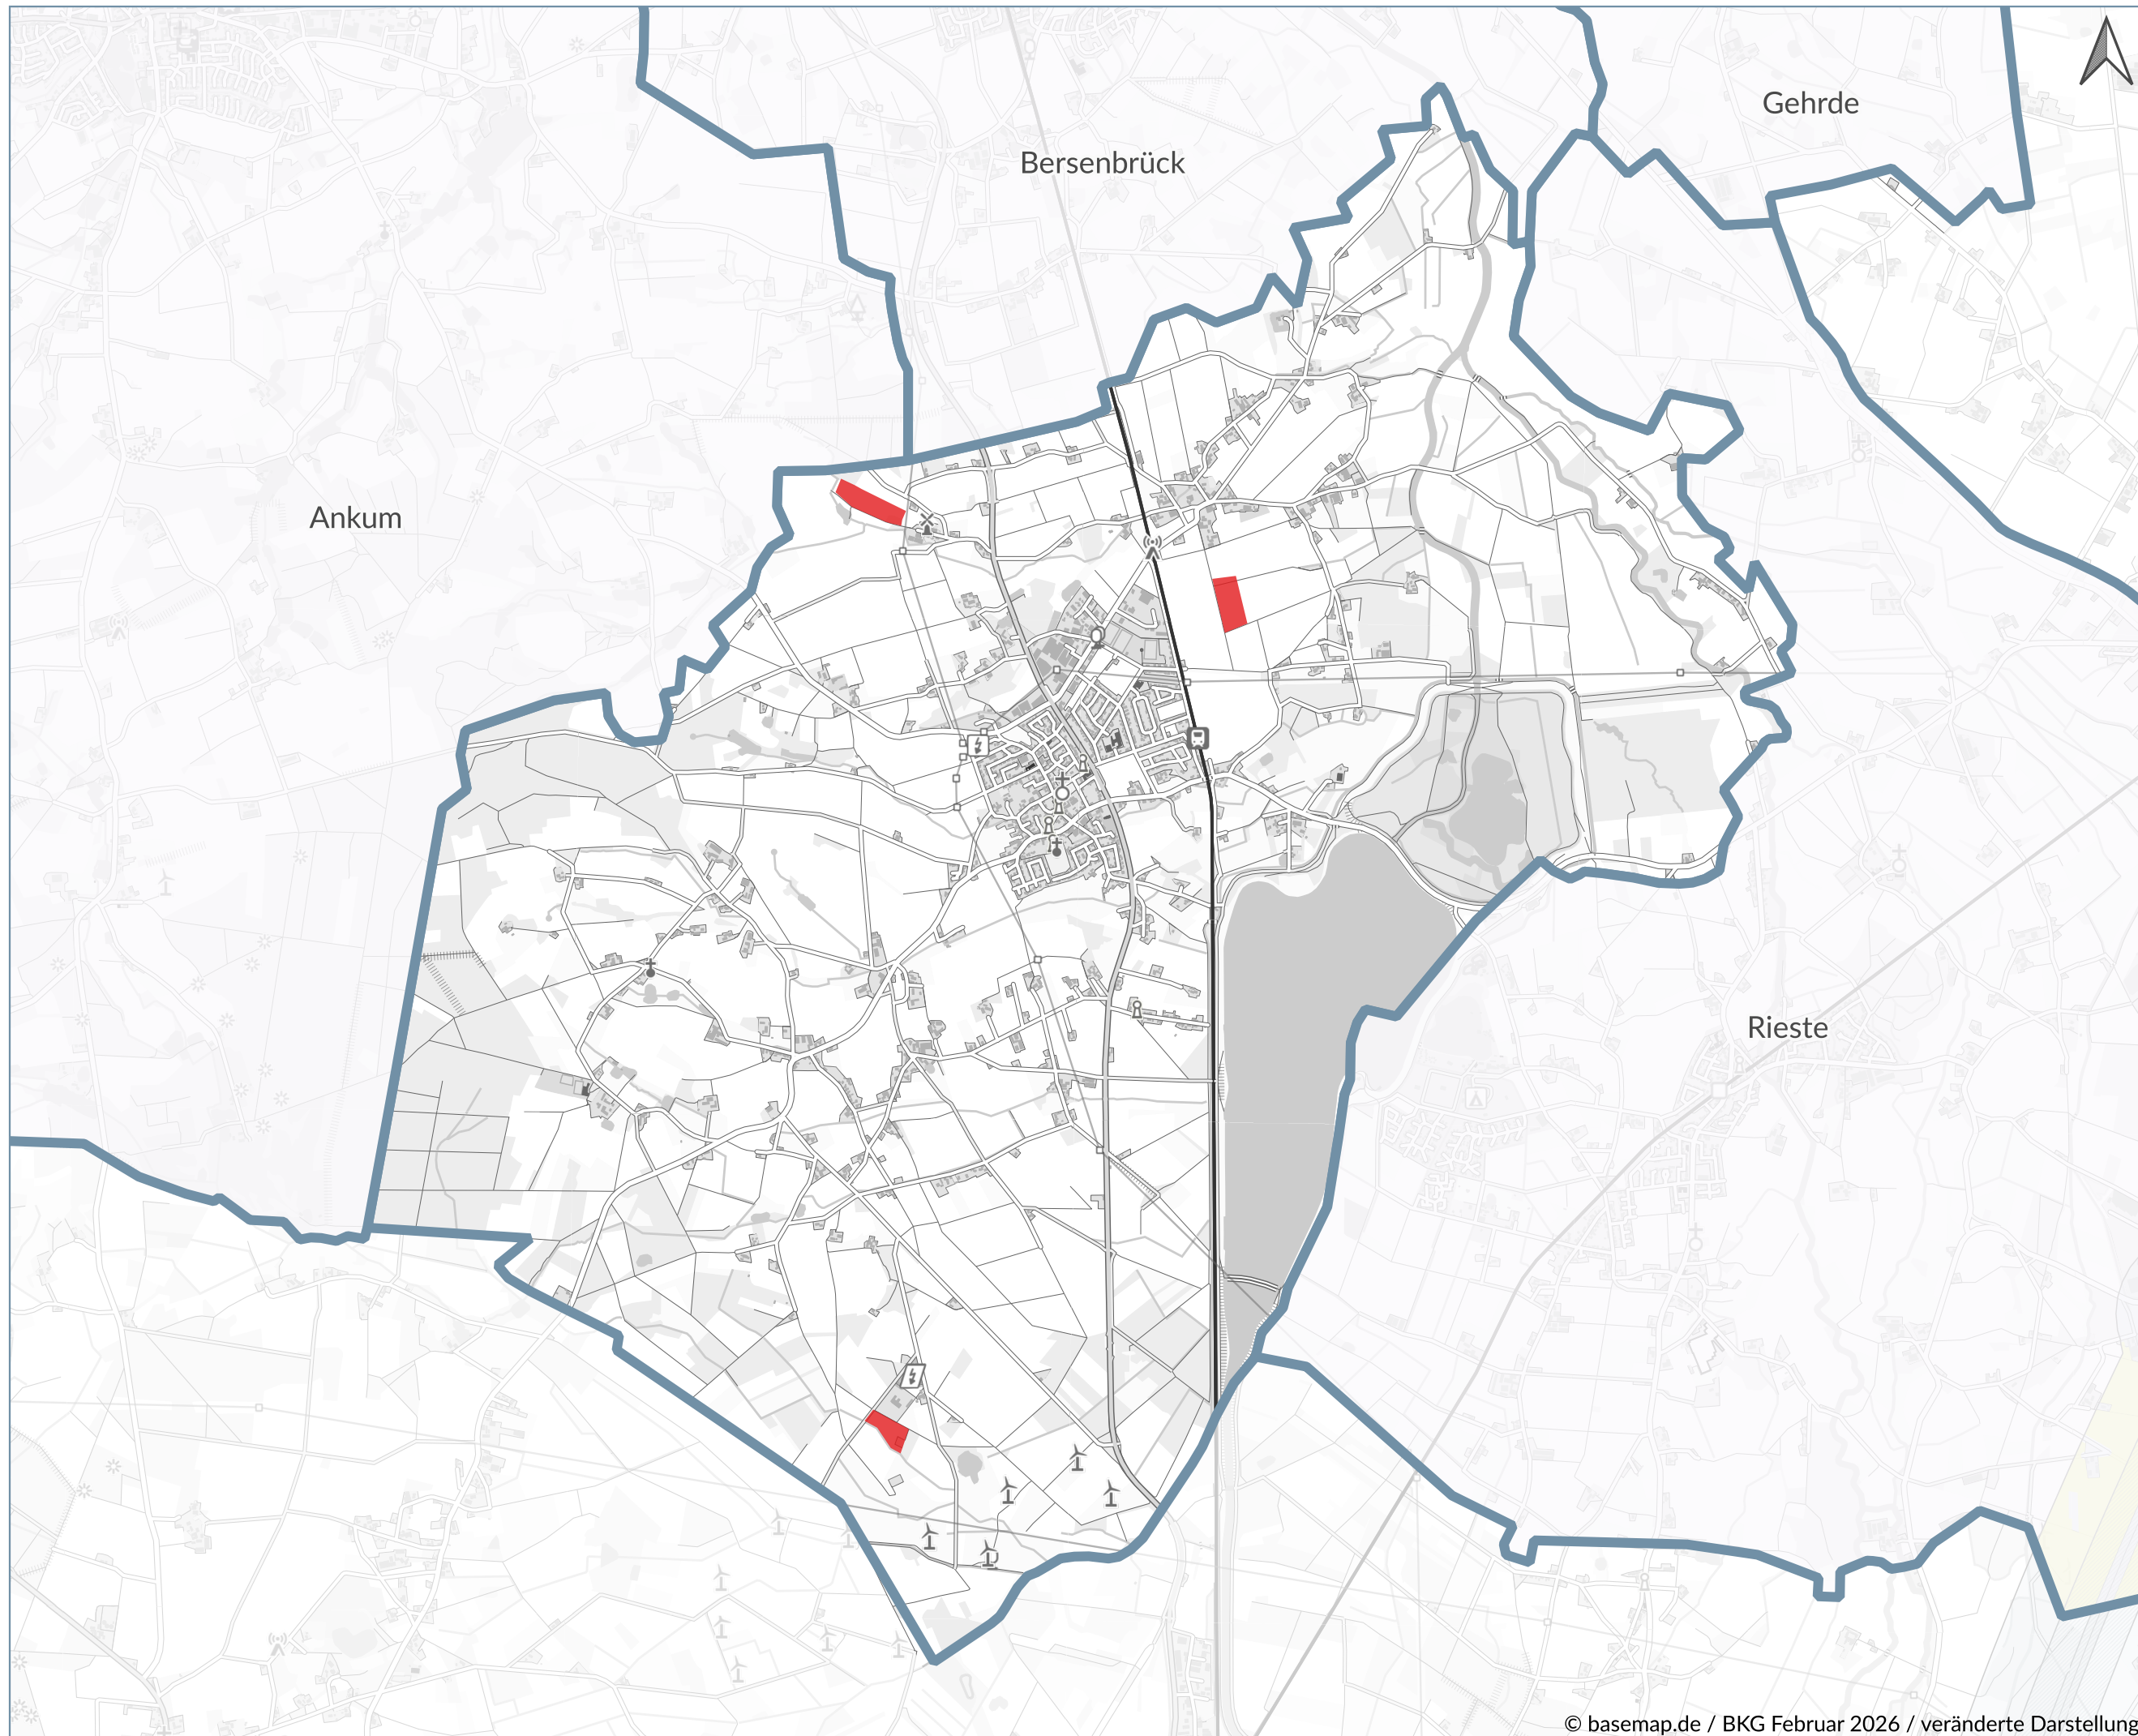 Gehrde
Bersenbrück
Ankum
Rieste
© basemap.de / BKG Februar 2026 / veränderte Darstellung